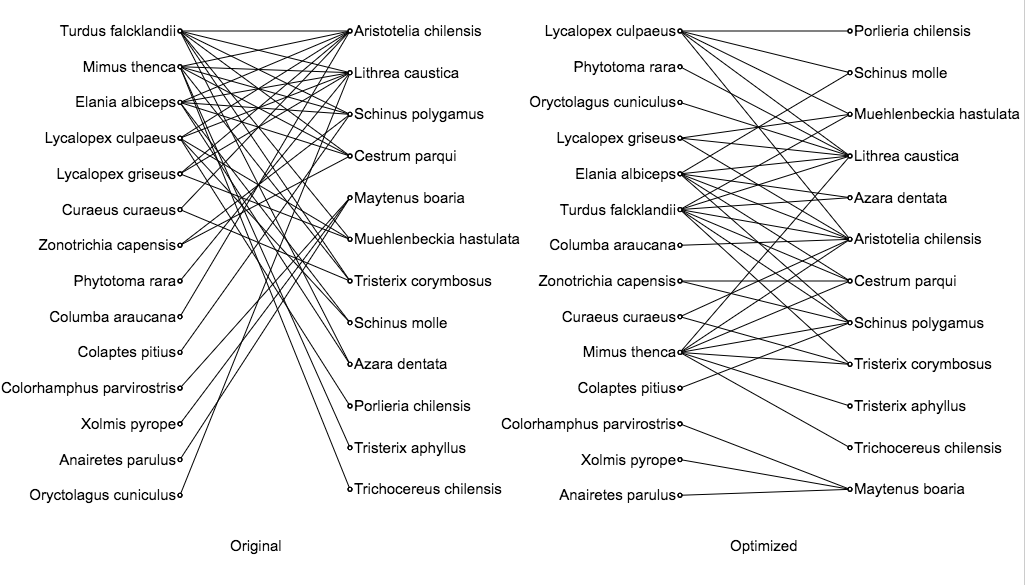 Turdus falcklandii
Mimus thenca
Elania albiceps
Lycalopex culpaeus
Lycalopex griseus
Curaeus curaeus
Zonotrichia capensis
Phytotoma rara
Columba araucana
Colaptes pitius
Colorhamphus parvirostris
Xolmis pyrope
Anairetes parulus
Oryctolagus cuniculus
Aristotelia chilensis
Lithrea caustica
Schinus polygamus
Cestrum parqui
Maytenus boaria
Muehlenbeckia hastulata
Tristerix corymbosus
Schinus molle
Azara dentata
Porlieria chilensis
Tristerix aphyllus
Trichocereus chilensis
Original
Lycalopex culpaeus
Phytotoma rara
Oryctolagus cuniculus
Lycalopex griseus
Elania albiceps
Turdus falcklandii
Columba araucana
Zonotrichia capensis
Curaeus curaeus
Mimus thenca
Colaptes pitius
Colorhamphus parvirostris
Xolmis pyrope
Anairetes parulus
Porlieria chilensis
Schinus molle
Muehlenbeckia hastulata
Lithrea caustica
Azara dentata
Aristotelia chilensis
Cestrum parqui
Schinus polygamus
Tristerix corymbosus
Tristerix aphyllus
Trichocereus chilensis
Maytenus boaria
Optimized